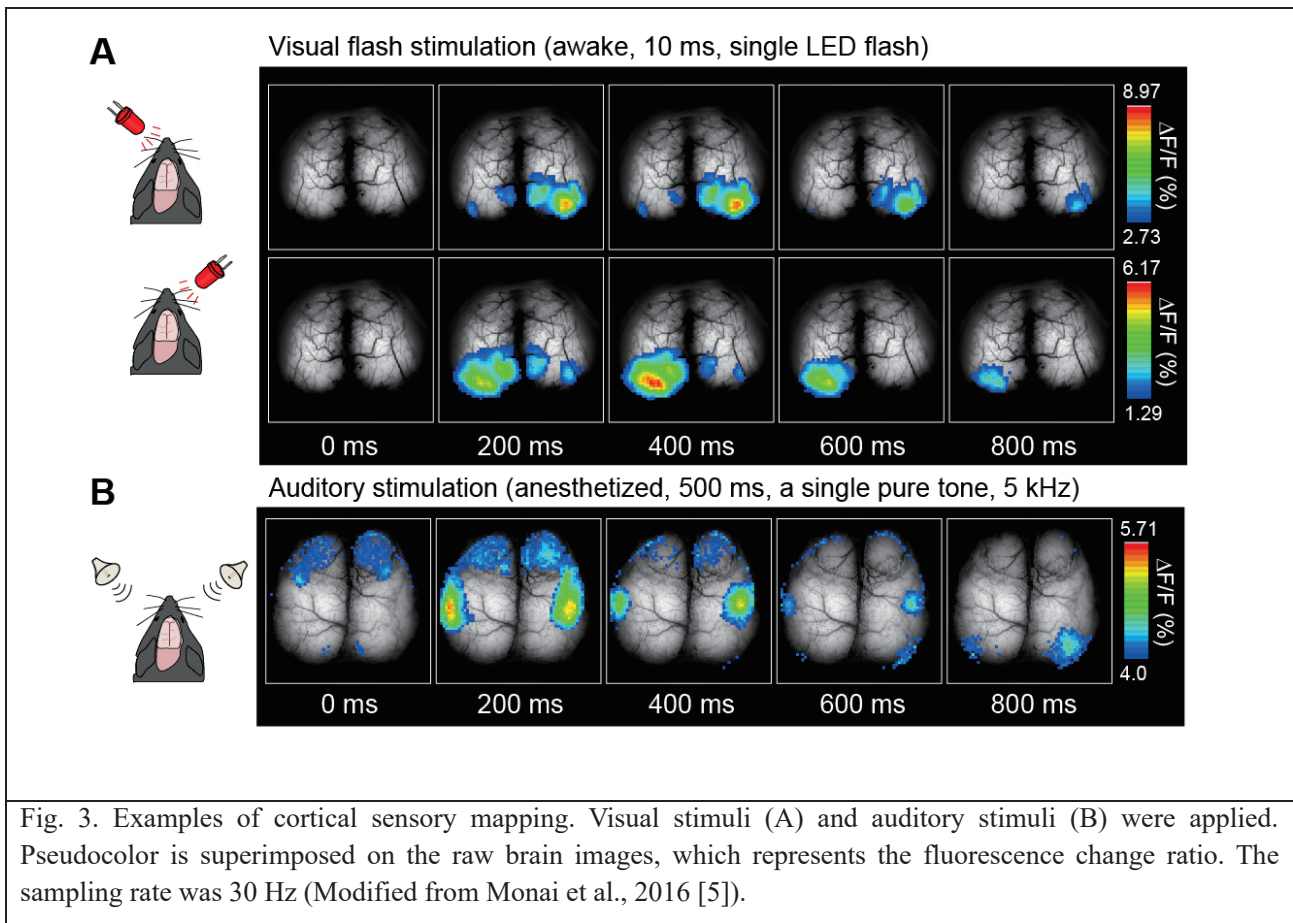 A
Visual flash stimulation (awake, 10 ms, single LED flash)
8.97
ΔF/F (%)
2.73
6.17
ΔF/F (%)
1.29
0 ms 200 ms 400 ms 600 ms 800 ms
B
Auditory stimulation (anesthetized, 500 ms, a single pure tone, 5 kHz)
5.71
ΔF/F (%)
4.0
0 ms 200 ms 400 ms 600 ms 800 ms
Fig. 3. Examples of cortical sensory mapping. Visual stimuli (A) and auditory stimuli (B) were applied.
Pseudocolor is superimposed on the raw brain images, which represents the fluorescence change ratio. The
sampling rate was 30 Hz (Modified from Monai et al., 2016 [5]).